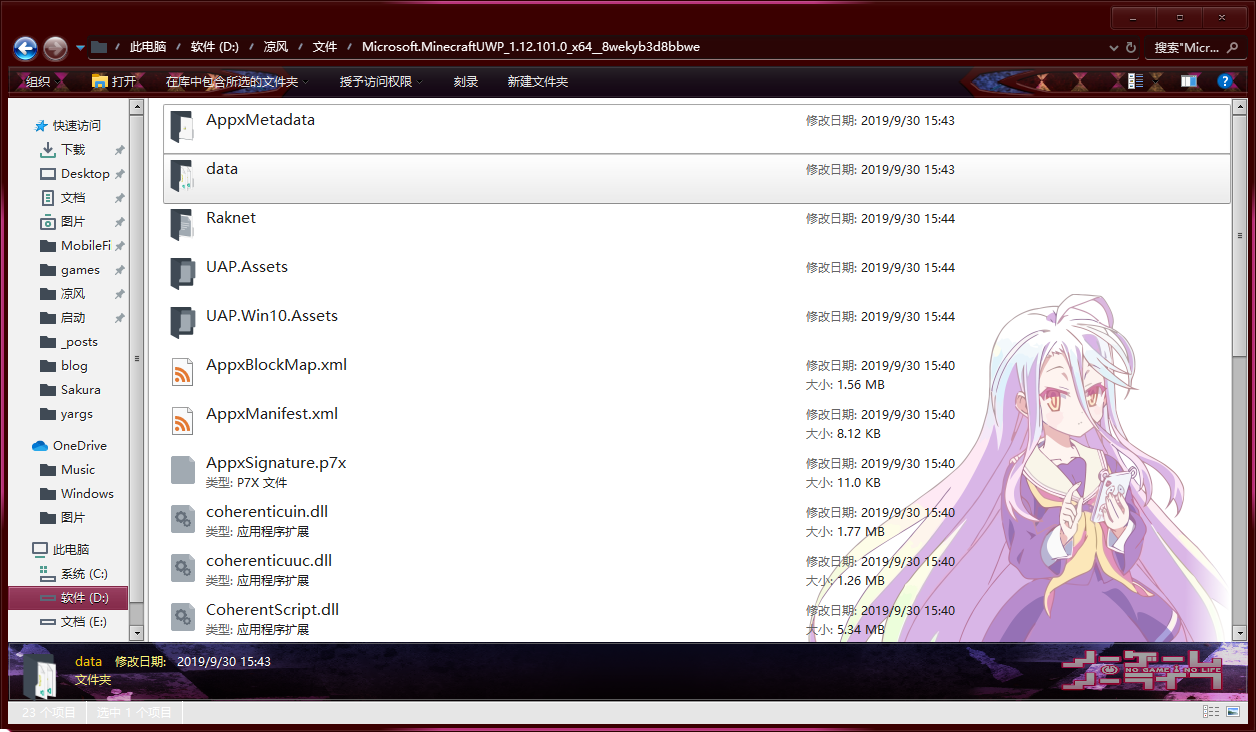 此电脑 / 软件 (D:) / 凉风 / 文件 / Microsoft.MinecraftUWP_1.12.101.0_x64__8wekyb3d8bbwe
搜索"Micr...
组织 打开 在库中包含所选的文件夹 授予访问权限 刻录 新建文件夹
快速访问
下载
Desktop
文档
图片
MobileFi
games
凉风
启动
_posts
blog
Sakura
yargs
OneDrive
Music
Windows
图片
此电脑
系统 (C:)
软件 (D:)
文档 (E:)
AppxMetadata 修改日期: 2019/9/30 15:43
data 修改日期: 2019/9/30 15:43
Raknet 修改日期: 2019/9/30 15:44
UAP.Assets 修改日期: 2019/9/30 15:44
UAP.Win10.Assets 修改日期: 2019/9/30 15:44
AppxBlockMap.xml 修改日期: 2019/9/30 15:40
大小: 1.56 MB
AppxManifest.xml 修改日期: 2019/9/30 15:40
大小: 8.12 KB
AppxSignature.p7x 修改日期: 2019/9/30 15:40
类型: P7X 文件 大小: 11.0 KB
coherenticuin.dll 修改日期: 2019/9/30 15:40
类型: 应用程序扩展 大小: 1.77 MB
coherenticuuc.dll 修改日期: 2019/9/30 15:40
类型: 应用程序扩展 大小: 1.26 MB
CoherentScript.dll 修改日期: 2019/9/30 15:40
类型: 应用程序扩展 大小: 5.34 MB
data 修改日期: 2019/9/30 15:43
文件夹
NO GAME NO LIFE
23 个项目 选中 1 个项目